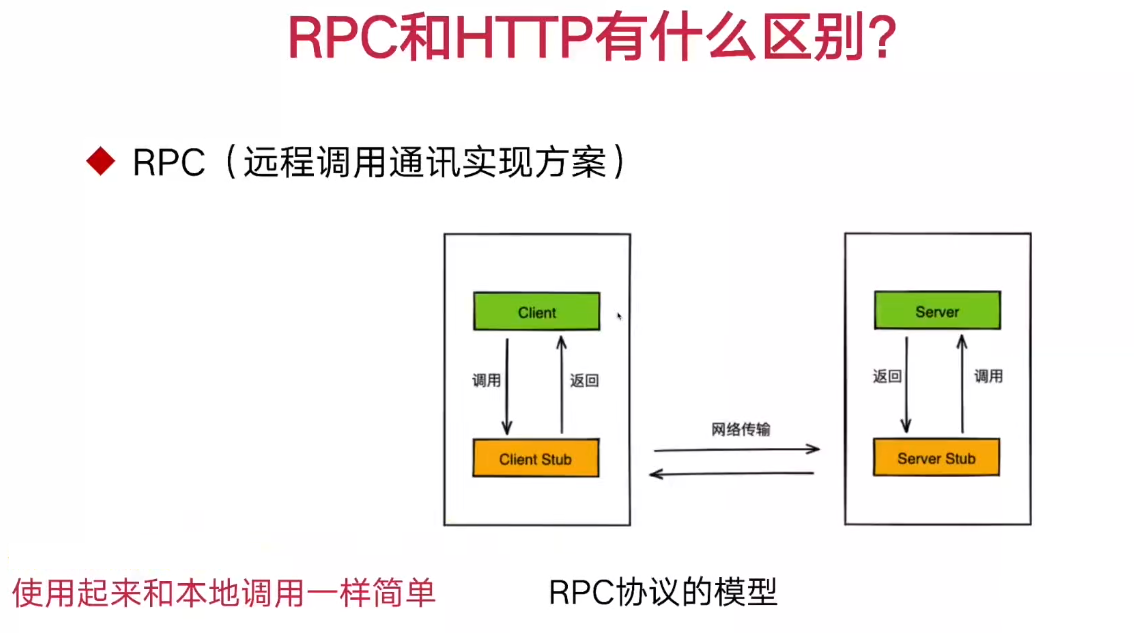 RPC和HTTP有什么区别?
RPC（远程调用通讯实现方案）
Client
Server
调用
返回
返回
调用
网络传输
Client Stub
Server Stub
使用起来和本地调用一样简单
RPC协议的模型